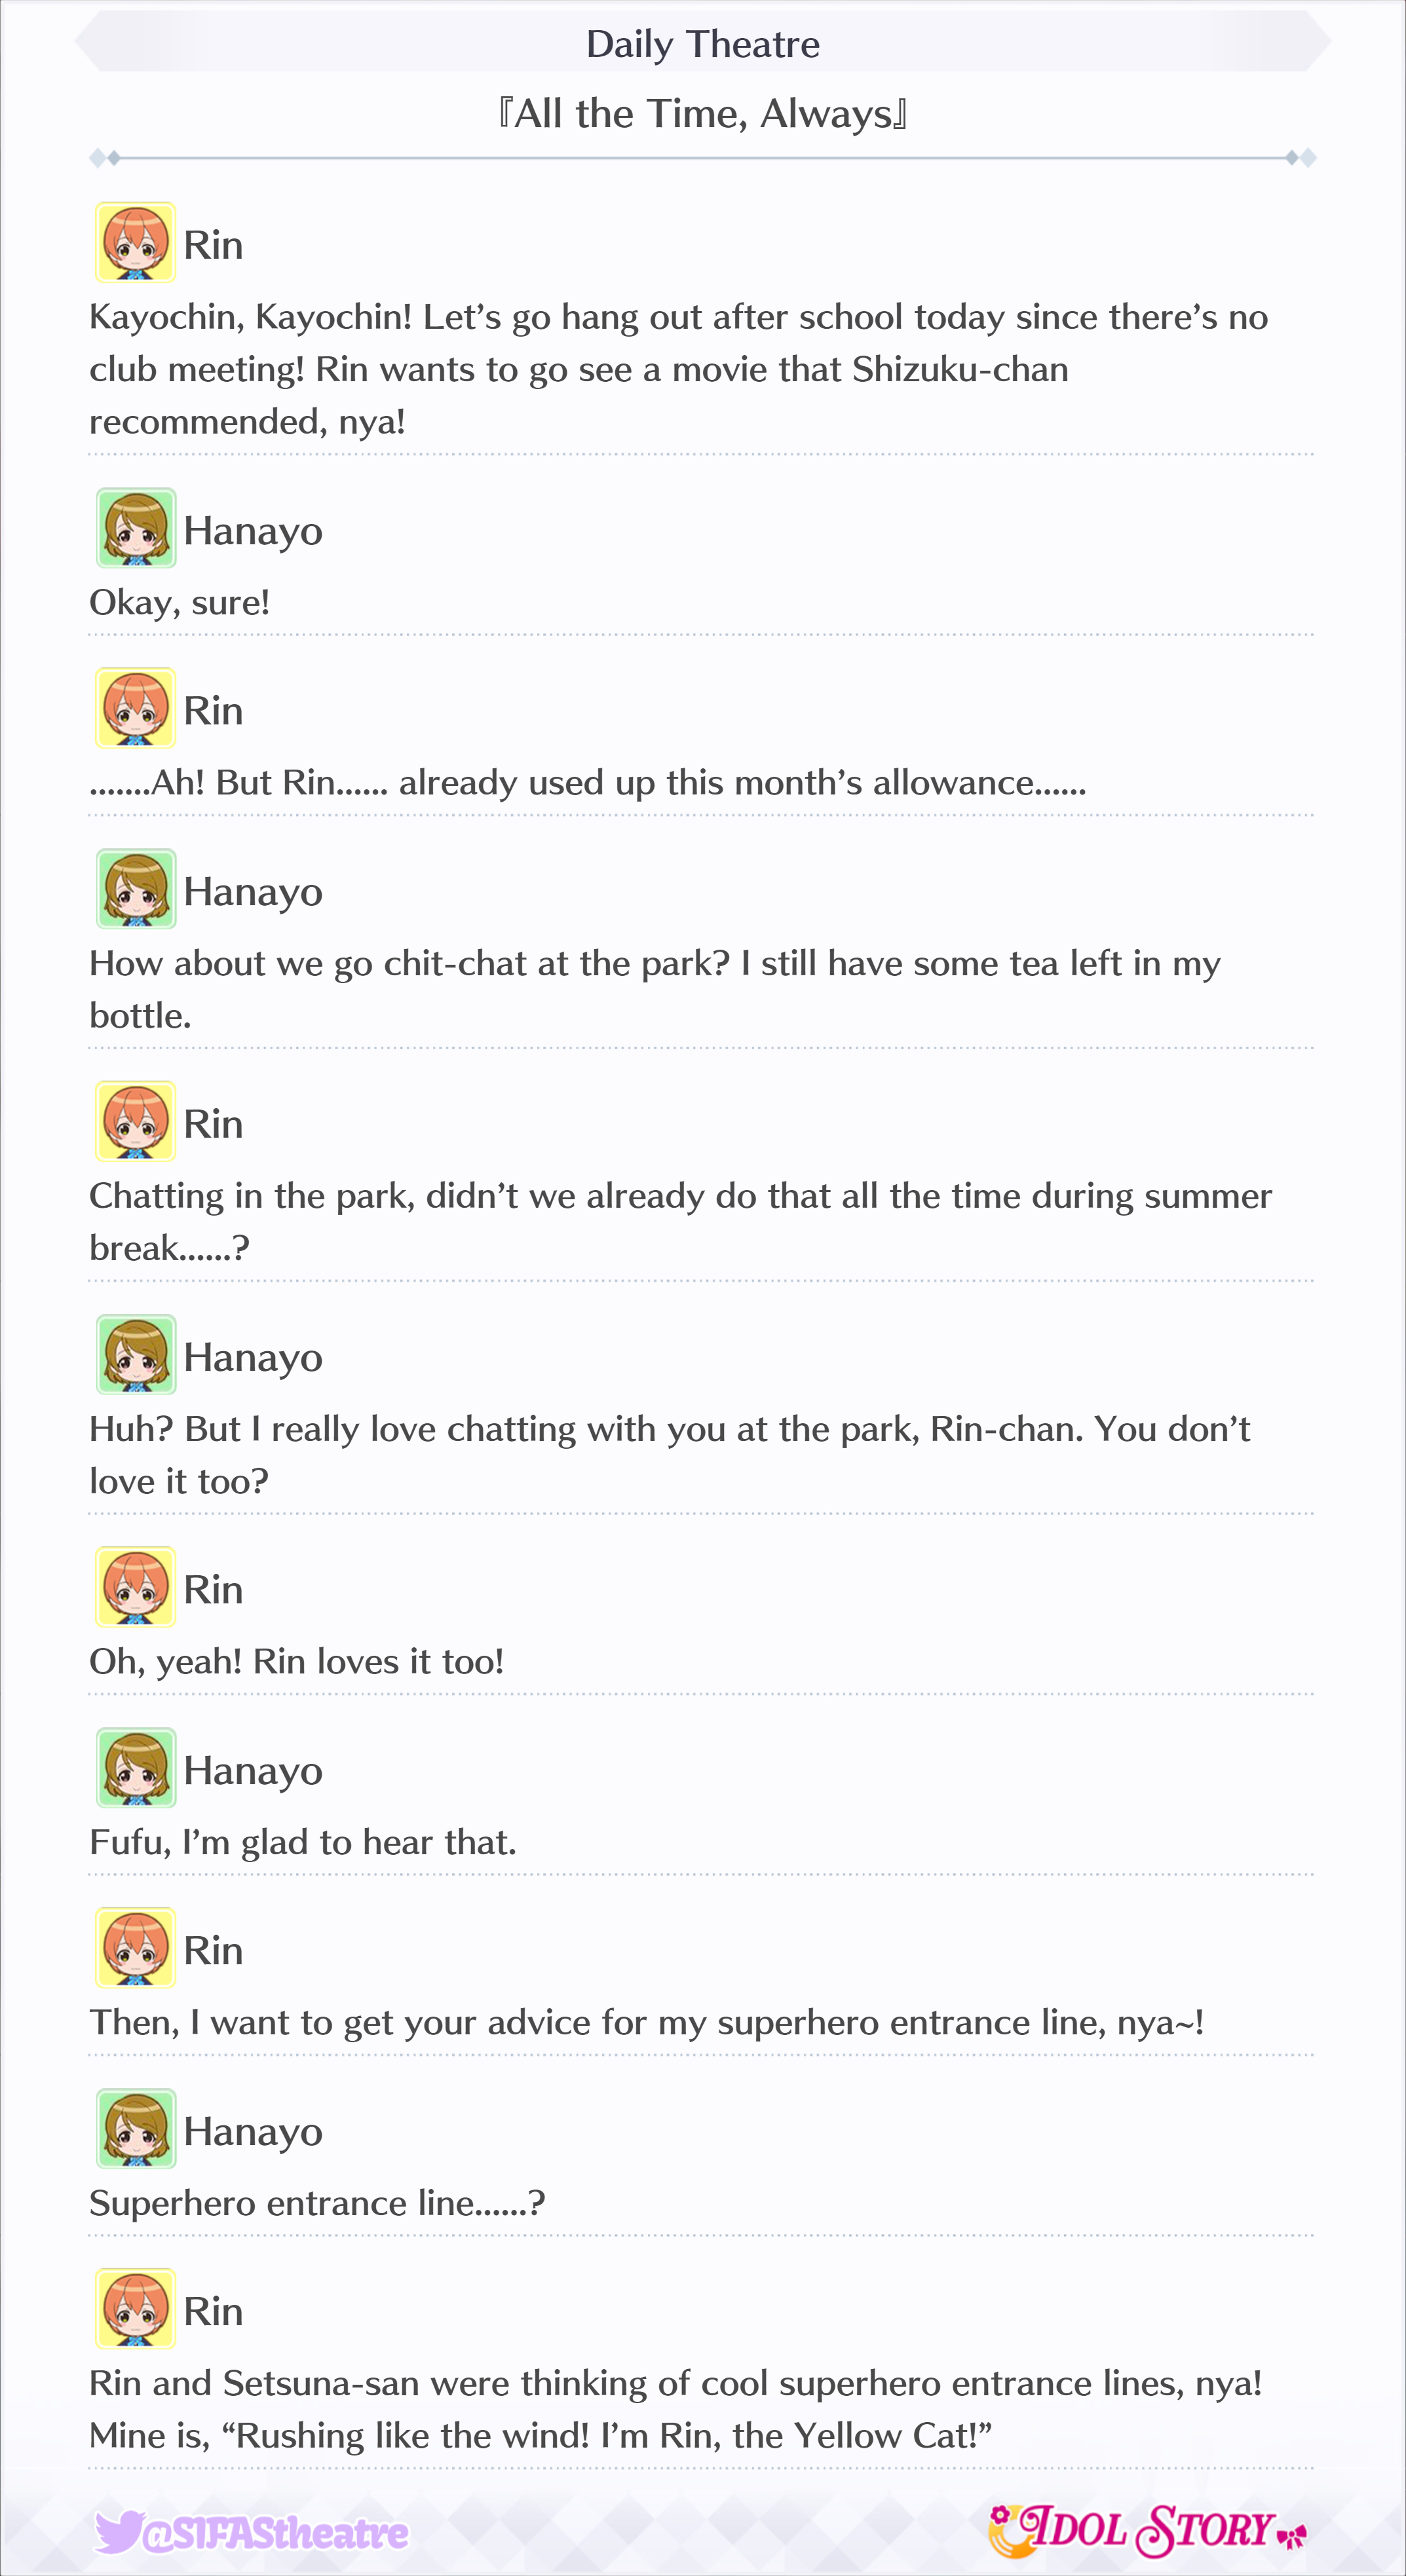 Daily Theatre
『All the Time, Always』
Rin
Kayochin, Kayochin! Let’s go hang out after school today since there’s no
club meeting! Rin wants to go see a movie that Shizuku-chan
recommended, nya!
Hanayo
Okay, sure!
Rin
.......Ah! But Rin...... already used up this month’s allowance......
Hanayo
How about we go chit-chat at the park? I still have some tea left in my
bottle.
Rin
Chatting in the park, didn’t we already do that all the time during summer
break......?
Hanayo
Huh? But I really love chatting with you at the park, Rin-chan. You don’t
love it too?
Rin
Oh, yeah! Rin loves it too!
Hanayo
Fufu, I’m glad to hear that.
Rin
Then, I want to get your advice for my superhero entrance line, nya~!
Hanayo
Superhero entrance line......?
Rin
Rin and Setsuna-san were thinking of cool superhero entrance lines, nya!
Mine is, “Rushing like the wind! I’m Rin, the Yellow Cat!”
@SIFAStheatre
IDOL STORY